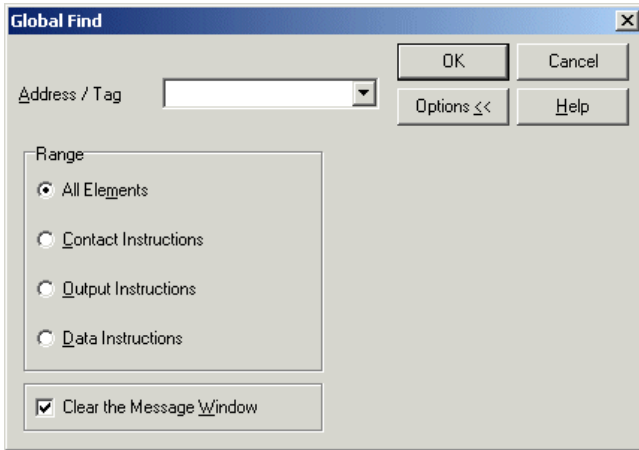 Global Find
Address / Tag
OK
Cancel
Options <<
Help
Range
All Elements
Contact Instructions
Output Instructions
Data Instructions
Clear the Message Window